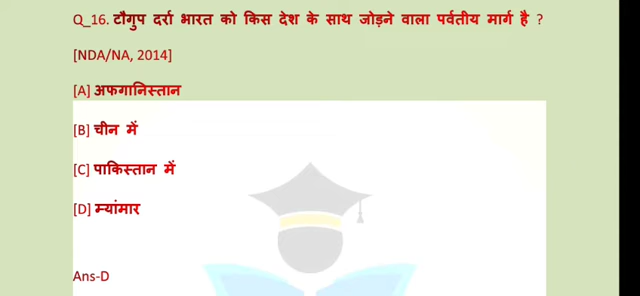 Q_16. टौगुप दर्रा भारत को किस देश के साथ जोड़ने वाला पर्वतीय मार्ग है ?
[NDA/NA, 2014]
[A] अफगानिस्तान
[B] चीन में
[C] पाकिस्तान में
[D] म्यांमार
Ans-D